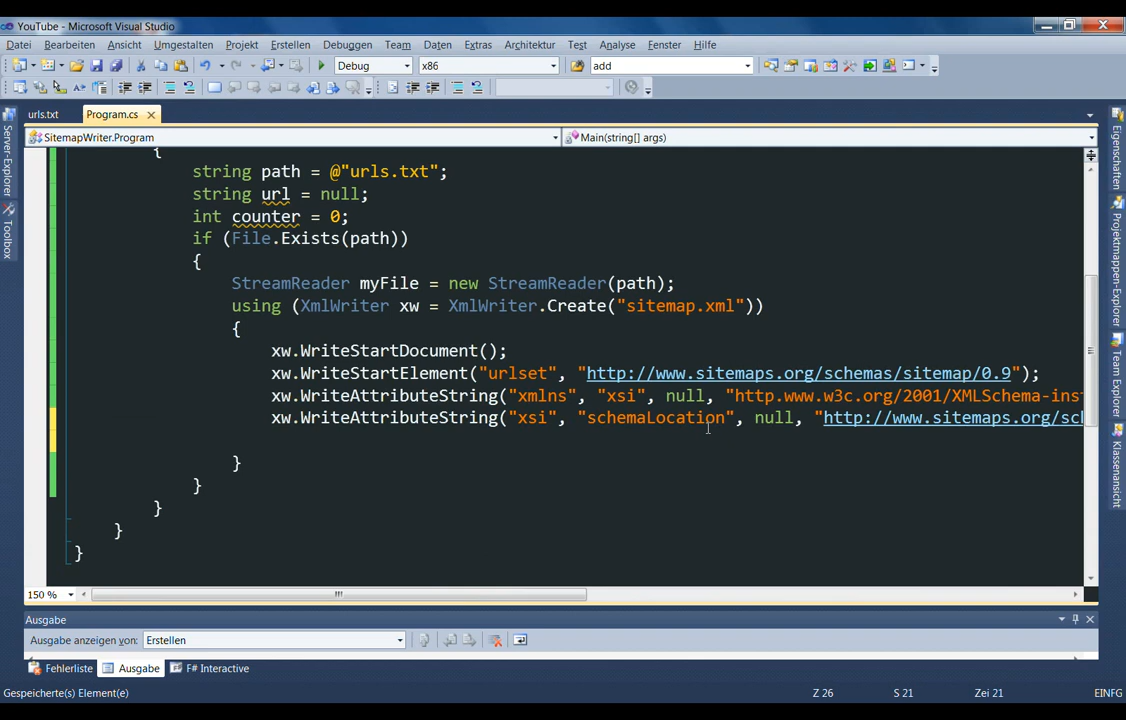 YouTube - Microsoft Visual Studio
Datei Bearbeiten Ansicht Umgestalten Projekt Erstellen Debuggen Team Daten Extras Architektur Test Analyse Fenster Hilfe
Debug x86 add
urls.txt Program.cs
SitemapWriter.Program Main(string[] args)
{
string path = @"urls.txt";
string url = null;
int counter = 0;
if (File.Exists(path))
{
StreamReader myFile = new StreamReader(path);
using (XmlWriter xw = XmlWriter.Create("sitemap.xml"))
{
xw.WriteStartDocument();
xw.WriteStartElement("urlset", "http://www.sitemaps.org/schemas/sitemap/0.9");
xw.WriteAttributeString("xmlns", "xsi", null, "http.www.w3c.org/2001/XMLSchema-inst
xw.WriteAttributeString("xsi", "schemaLocation", null, "http://www.sitemaps.org/scl
}
}
}
}
}
150 %
Ausgabe
Ausgabe anzeigen von: Erstellen
Fehlerliste Ausgabe F# Interactive
Gespeicherte(s) Element(e) Z 26 S 21 Zei 21 EINFG
Server-Explorer
Toolbox
Eigenschaften
Projektmappen-Explorer
Team Explorer
Klassenansicht